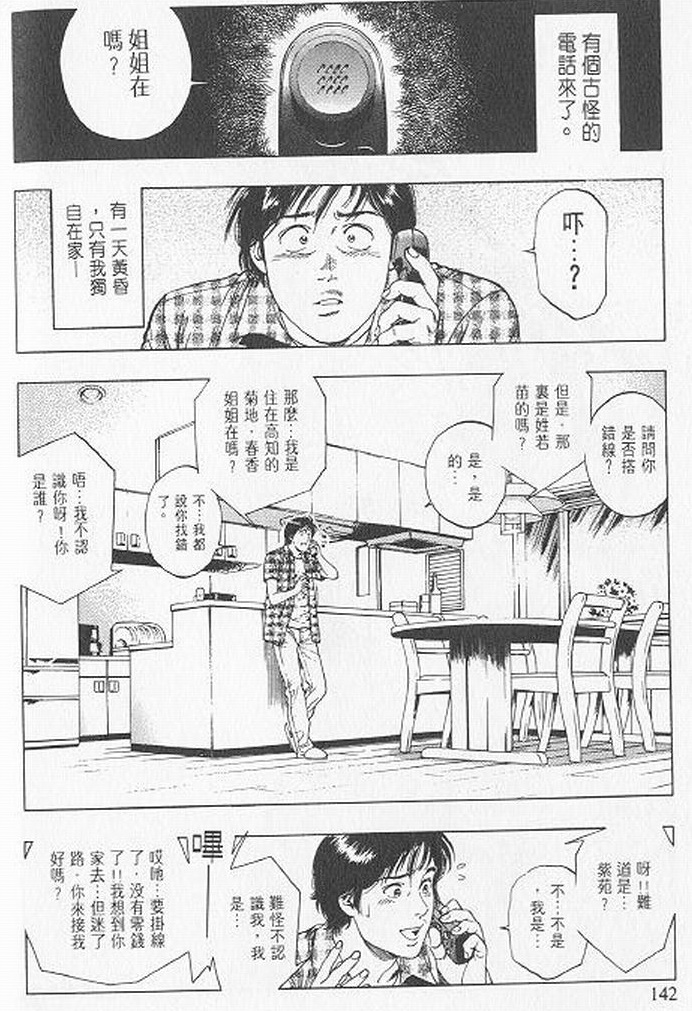 有個古怪的
電話來了。
姐姐在
嗎？
吓…？
有一天黃昏
，只有我獨
自在家—
請問你
是否搭
錯線？
但是．那
裏是姓若
苗的嗎？
是，是
的…
那麼…我是
住在高知的
菊地．春香
姐姐在嗎？
不…我都
說你找錯
了。
唔…我不認
識你呀！你
是誰？
呀!!難
道是…
紫苑？
不…不是
，我是…
難怪不認
識我，我
是…
嗶
哎吔…要掛線
了．沒有零錢
了!!我想到你
家去…但迷了
路．你來接我
好嗎？
142